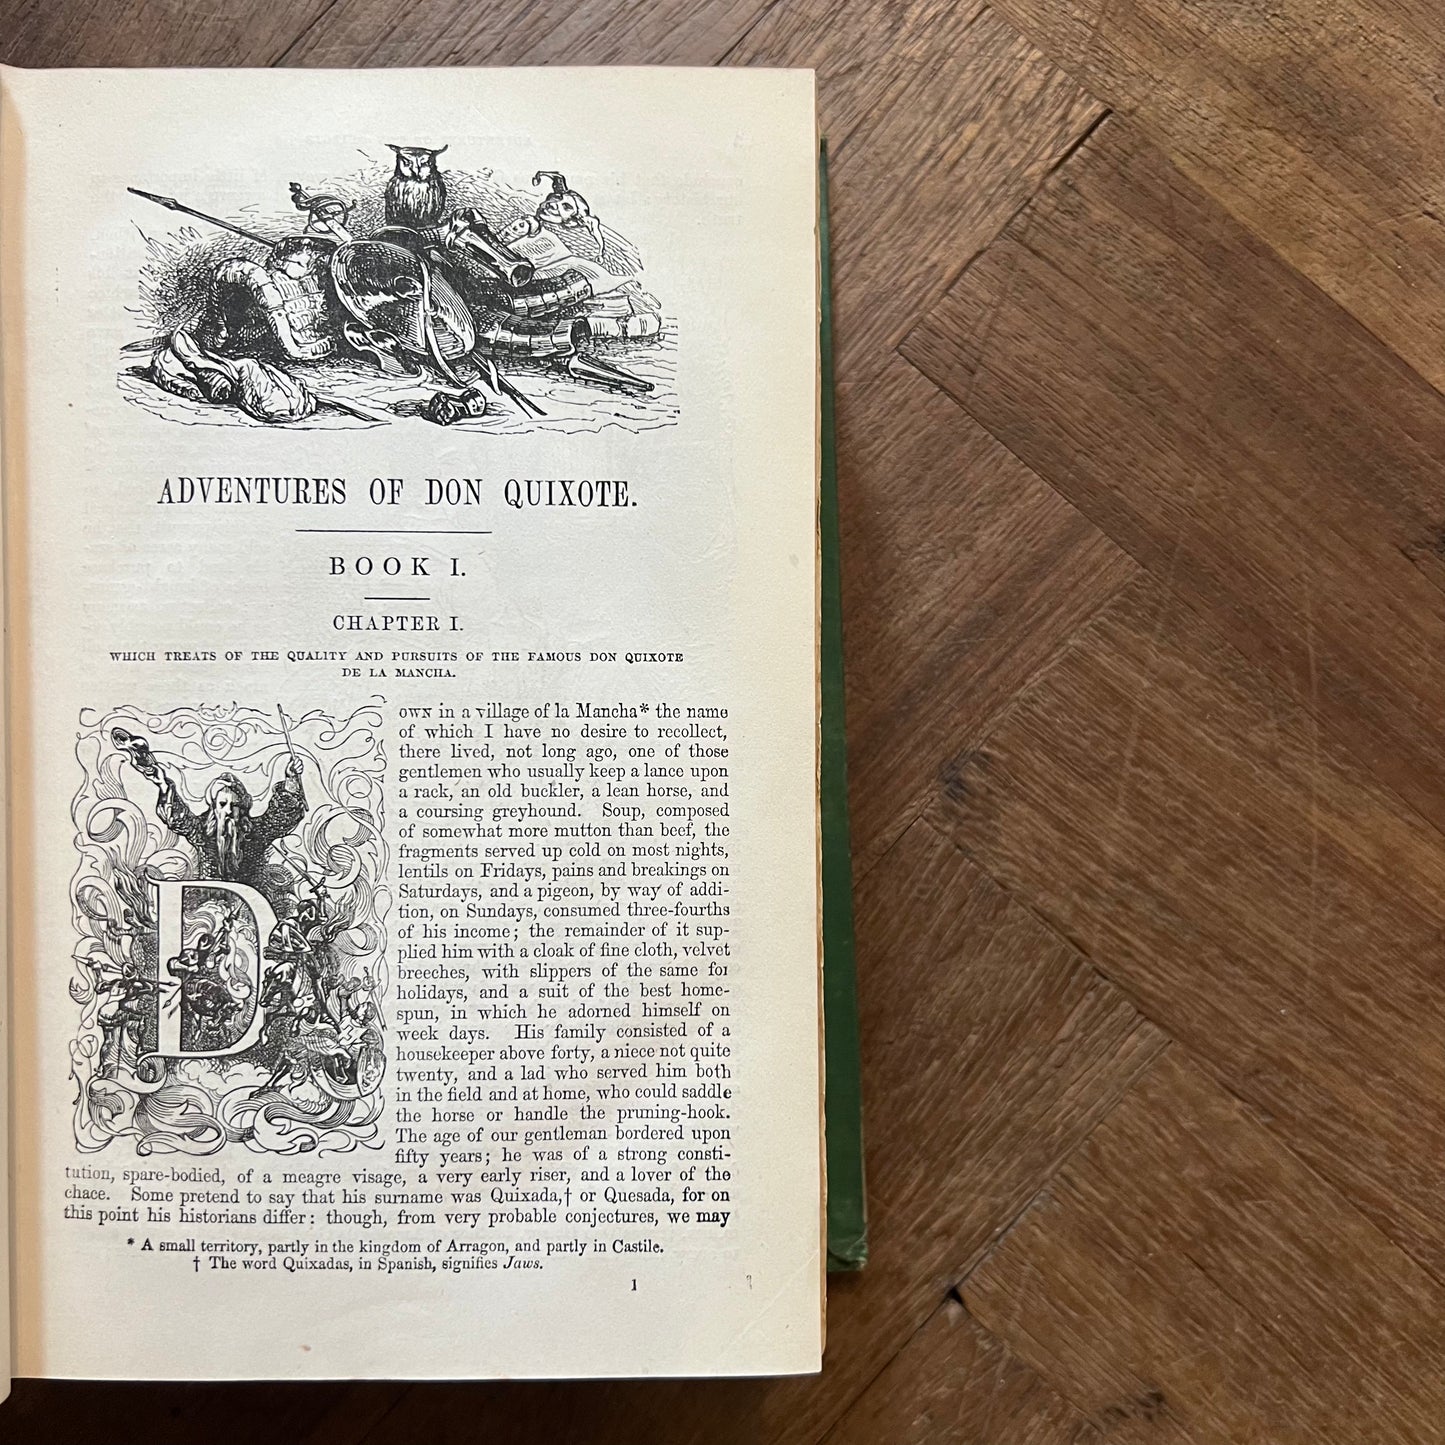 ADVENTURES OF DON QUIXOTE.
BOOK I.
CHAPTER I.
WHICH TREATS OF THE QUALITY AND PURSUITS OF THE FAMOUS DON QUIXOTE
DE LA MANCHA.
DOWN in a village of la Mancha* the name
of which I have no desire to recollect,
there lived, not long ago, one of those
gentlemen who usually keep a lance upon
a rack, an old buckler, a lean horse, and
a coursing greyhound. Soup, composed
of somewhat more mutton than beef, the
fragments served up cold on most nights,
lentils on Fridays, pains and breakings on
Saturdays, and a pigeon, by way of addi-
tion, on Sundays, consumed three-fourths
of his income; the remainder of it sup-
plied him with a cloak of fine cloth, velvet
breeches, with slippers of the same for
holidays, and a suit of the best home-
spun, in which he adorned himself on
week days. His family consisted of a
housekeeper above forty, a niece not quite
twenty, and a lad who served him both
in the field and at home, who could saddle
the horse or handle the pruning-hook.
The age of our gentleman bordered upon
fifty years; he was of a strong consti-
tution, spare-bodied, of a meagre visage, a very early riser, and a lover of the
chace. Some pretend to say that his surname was Quixada,† or Quesada, for on
this point his historians differ: though, from very probable conjectures, we may
* A small territory, partly in the kingdom of Arragon, and partly in Castile.
† The word Quixadas, in Spanish, signifies Jaws.
1